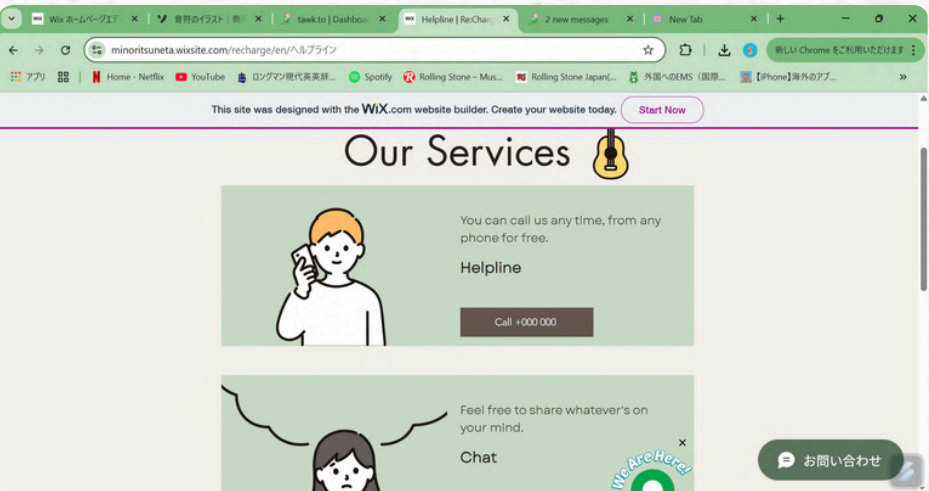 Wix ホームページエデ
音符のイラスト | 商
tawk.to | Dashboa
Helpline | Re:Char
2 new messages
New Tab
minoritsuneta.wixsite.com/recharge/en/ヘルプライン
新しい Chrome をご利用いただけます
アプリ
Home - Netflix
YouTube
ロングマン現代英英辞...
Spotify
Rolling Stone – Mus...
Rolling Stone Japan(...
外国へのEMS（国際...
【iPhone】海外のアプ...
This site was designed with the WiX.com website builder. Create your website today.
Start Now
Our Services
You can call us any time, from any
phone for free.
Helpline
Call +000 000
Feel free to share whatever's on
your mind.
Chat
We Are Here!
お問い合わせ